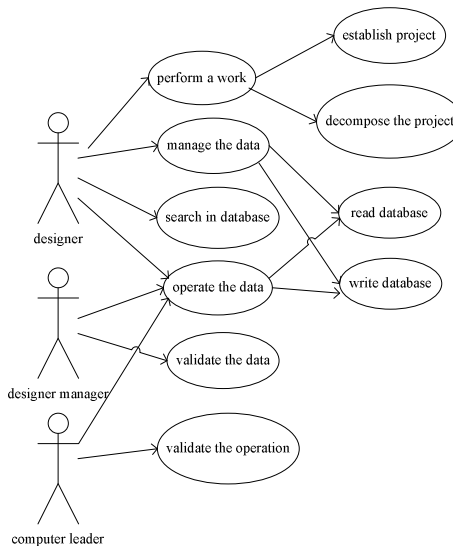 establish project
perform a work
decompose the project
manage the data
read database
search in database
designer
operate the data
write database
validate the data
designer manager
validate the operation
computer leader